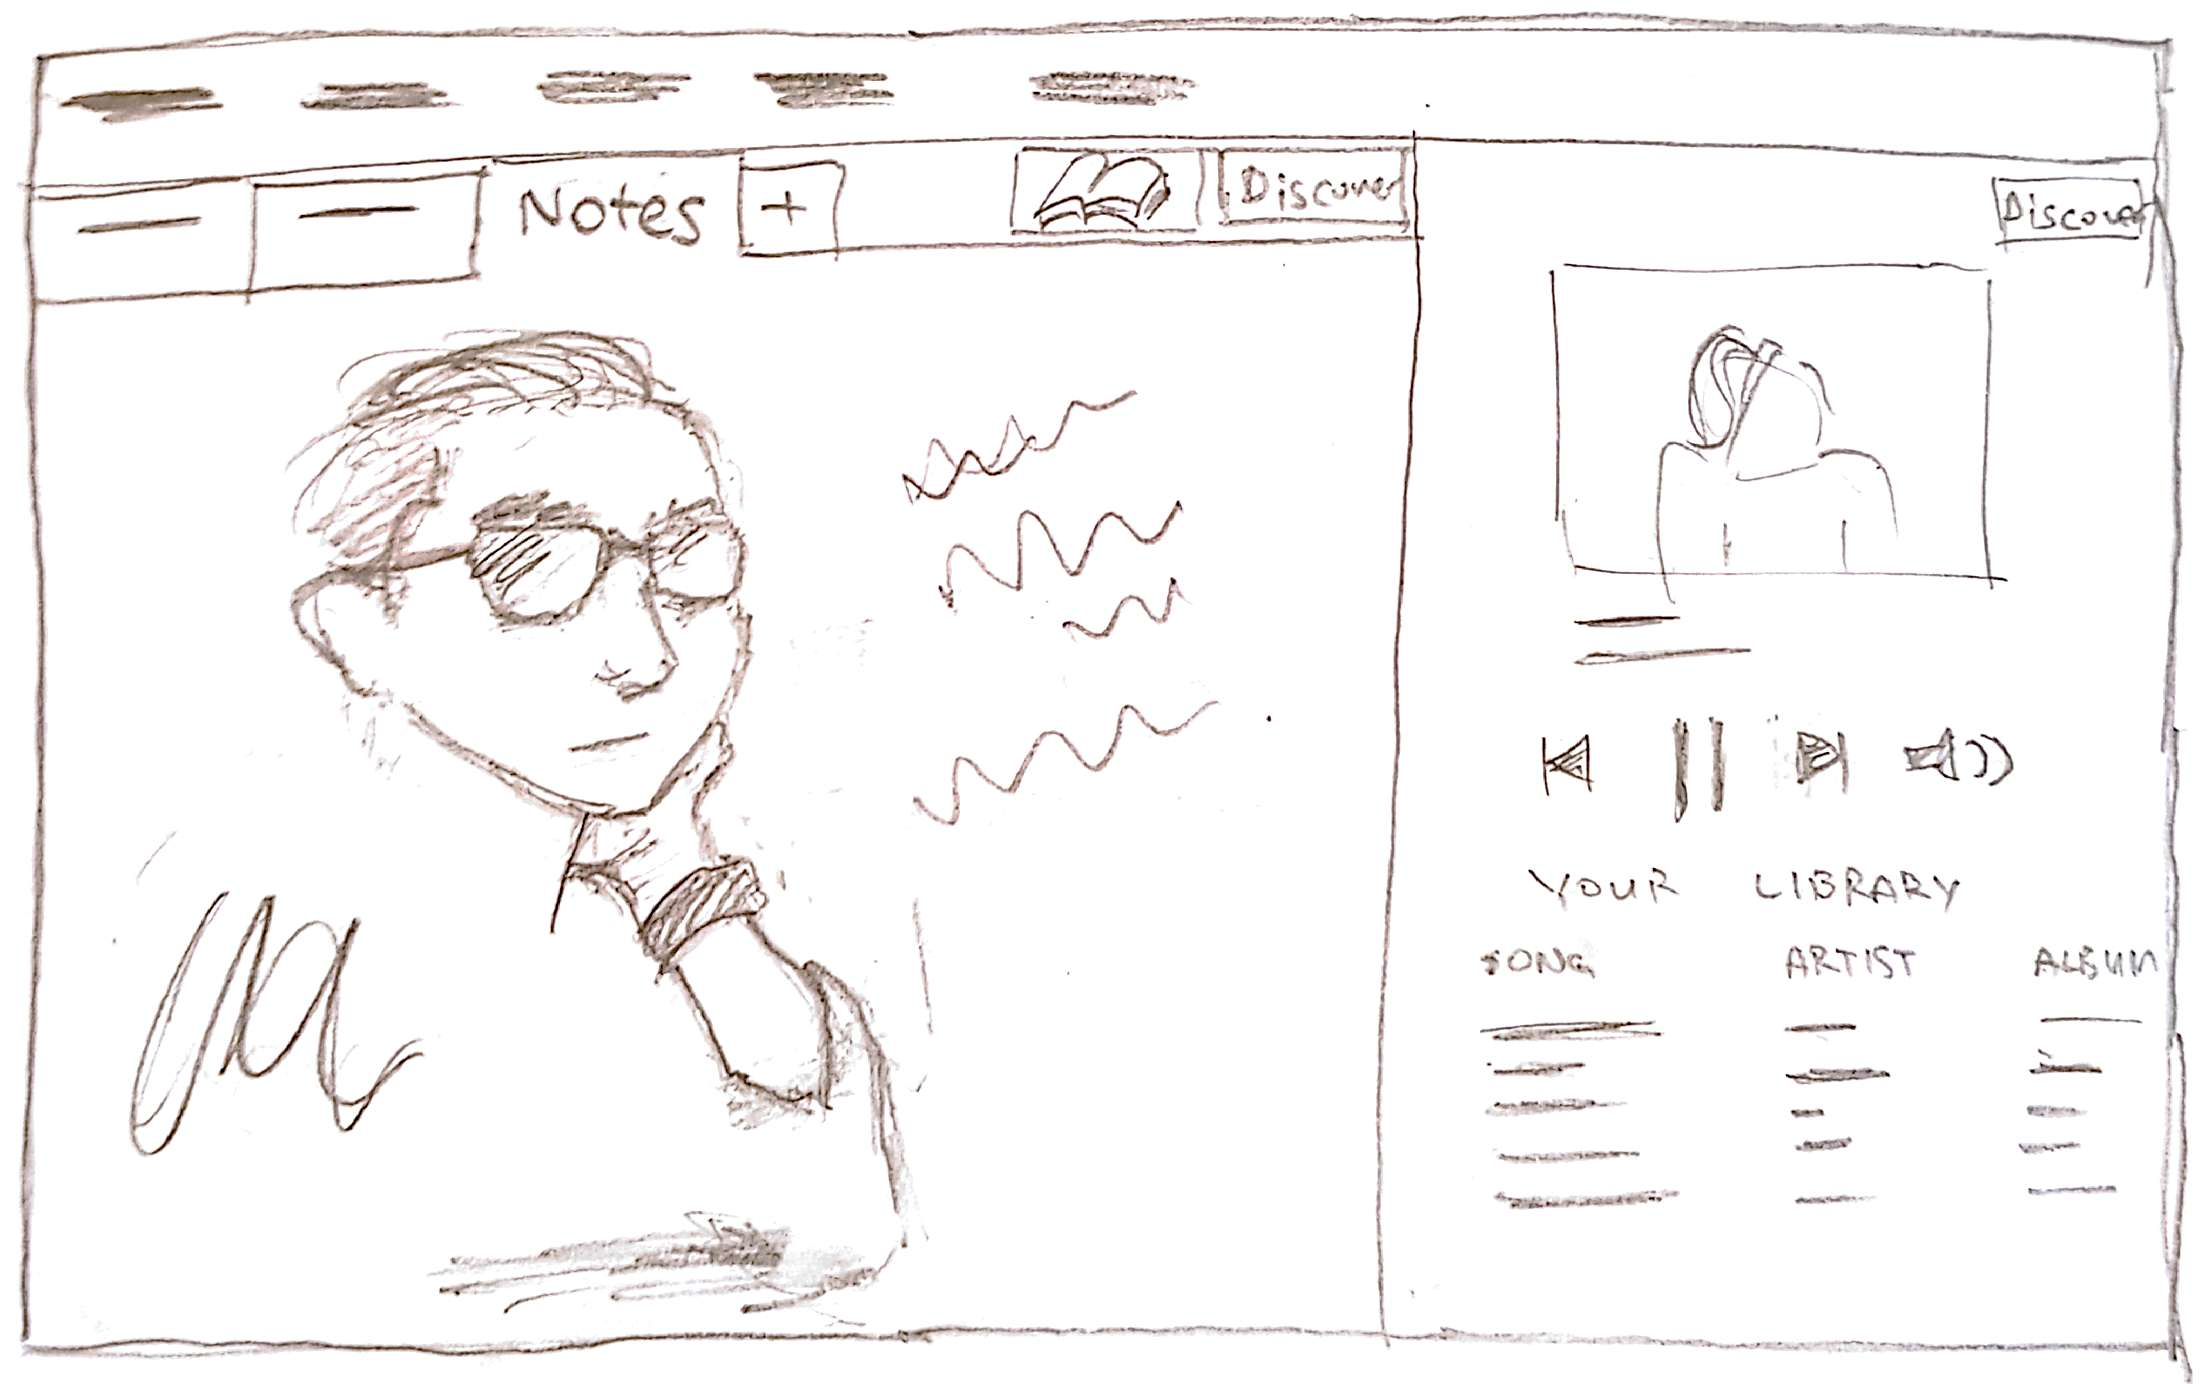 Notes + Discover
Discover
YOUR LIBRARY
SONG ARTIST ALBUM